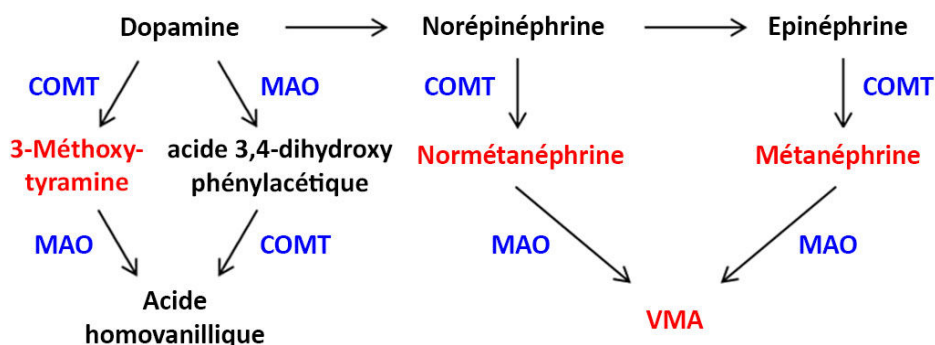 Dopamine
Norépinéphrine
Epinéphrine
COMT
MAO
COMT
COMT
3-Méthoxy-
tyramine
acide 3,4-dihydroxy
phénylacétique
Normétanéphrine
Métanéphrine
MAO
COMT
MAO
MAO
Acide
homovanillique
VMA